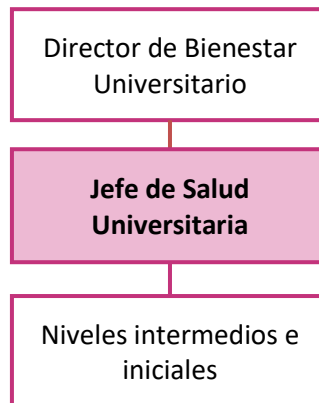 Director de Bienestar
Universitario
Jefe de Salud
Universitaria
Niveles intermedios e
iniciales